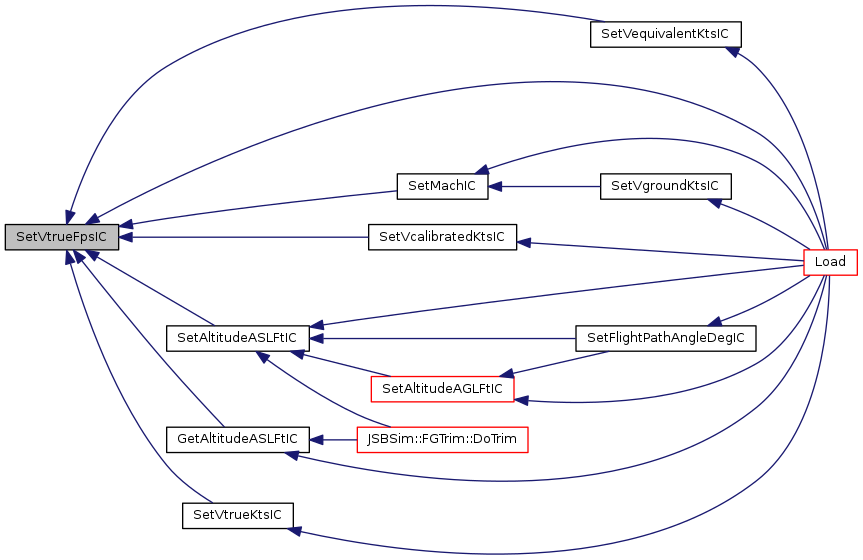 SetVequivalentKtsIC
SetMachIC
SetVgroundKtsIC
SetVtrueFpsIC
SetVcalibratedKtsIC
Load
SetAltitudeASLFtIC
SetFlightPathAngleDegIC
SetAltitudeAGLFtIC
GetAltitudeASLFtIC
JSBSim::FGTrim::DoTrim
SetVtrueKtsIC